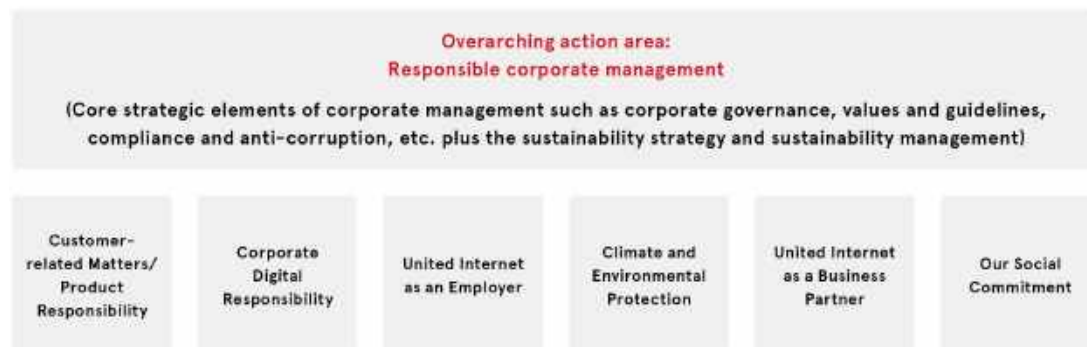 Overarching action area:
Responsible corporate management
(Core strategic elements of corporate management such as corporate governance, values and guidelines,
compliance and anti-corruption, etc. plus the sustainability strategy and sustainability management)
Customer-
related Matters/
Product
Responsibility
Corporate
Digital
Responsibility
United Internet
as an Employer
Climate and
Environmental
Protection
United Internet
as a Business
Partner
Our Social
Commitment